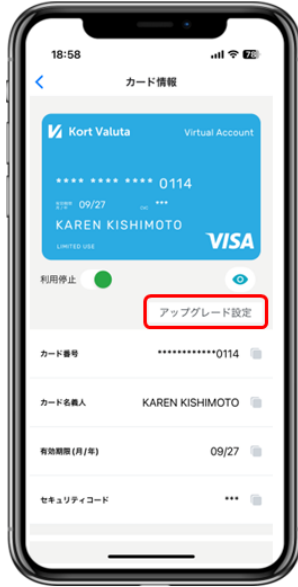 18:58
カード情報
Kort Valuta Virtual Account
**** **** **** 0114
09/27 ***
KAREN KISHIMOTO
LIMITED USE
VISA
利用停止
アップグレード設定
カード番号 ************0114
カード名義人 KAREN KISHIMOTO
有効期限(月/年) 09/27
セキュリティコード ***